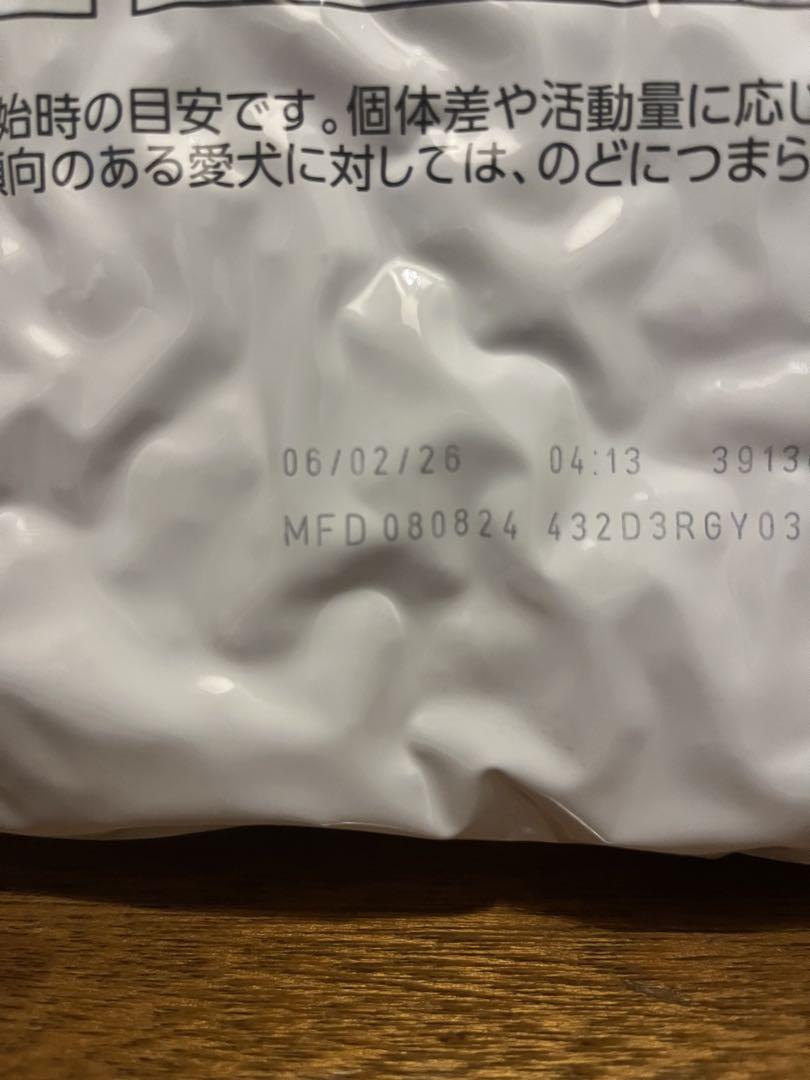 時の目安です。個体差や活動量に応じ
向のある愛犬に対しては、のどにつまら
06/02/26 04:13 3913
MFD 080824 432D3RGY03